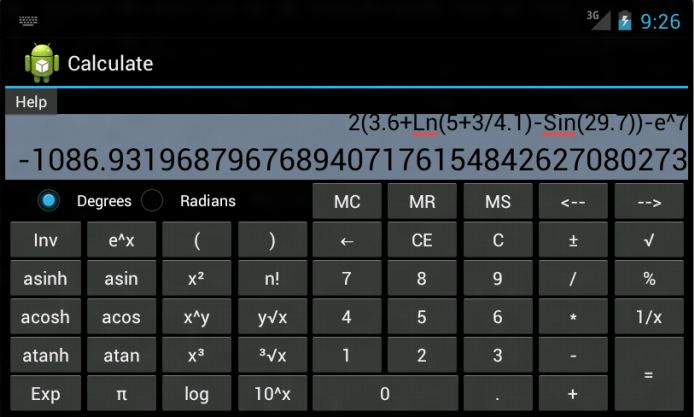 3G 9:26
Calculate
Help
2(3.6+Ln(5+3/4.1)-Sin(29.7))-e^7
-1086.931968796768940717615484262708​0273
Degrees Radians MC MR MS <-- -->
Inv e^x ( ) ← CE C ± √
asinh asin x² n! 7 8 9 / %
acosh acos x^y y√x 4 5 6 * 1/x
atanh atan x³ ³√x 1 2 3 - =
Exp π log 10^x 0 . +